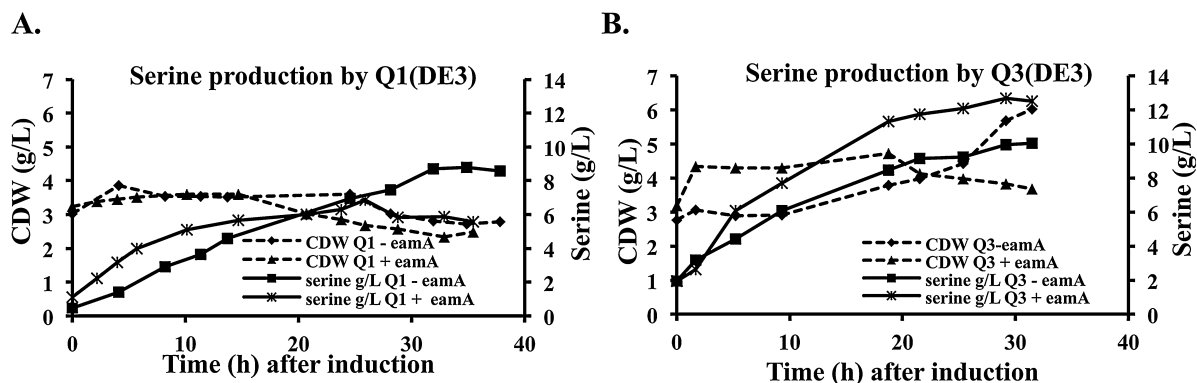 A.
Serine production by Q1(DE3)
7
6
5
4
3
2
1
0
CDW (g/L)
14
12
10
8
6
4
2
0
Serine (g/L)
CDW Q1 - eamA
CDW Q1 + eamA
serine g/L Q1 - eamA
serine g/L Q1 + eamA
0 10 20 30 40
Time (h) after induction
B.
Serine production by Q3(DE3)
7
6
5
4
3
2
1
0
CDW (g/L)
14
12
10
8
6
4
2
0
Serine (g/L)
CDW Q3-eamA
CDW Q3 + eamA
serine g/L Q3 - eamA
serine g/L Q3 + eamA
0 10 20 30 40
Time (h) after induction